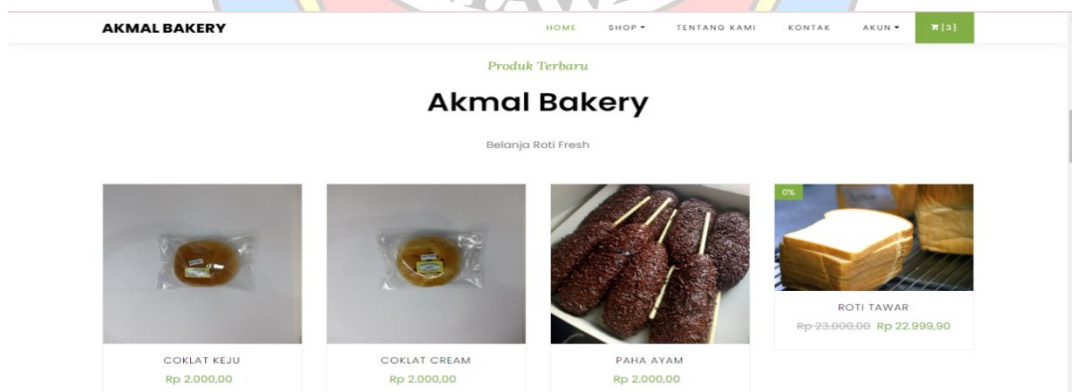 AKMAL BAKERY
HOME SHOP TENTANG KAMI KONTAK AKUN [3]
Produk Terbaru
Akmal Bakery
Belanja Roti Fresh
0%
COKLAT KEJU
Rp 2.000,00
COKLAT CREAM
Rp 2.000,00
PAHA AYAM
Rp 2.000,00
ROTI TAWAR
Rp 23.000,00 Rp 22.999,90